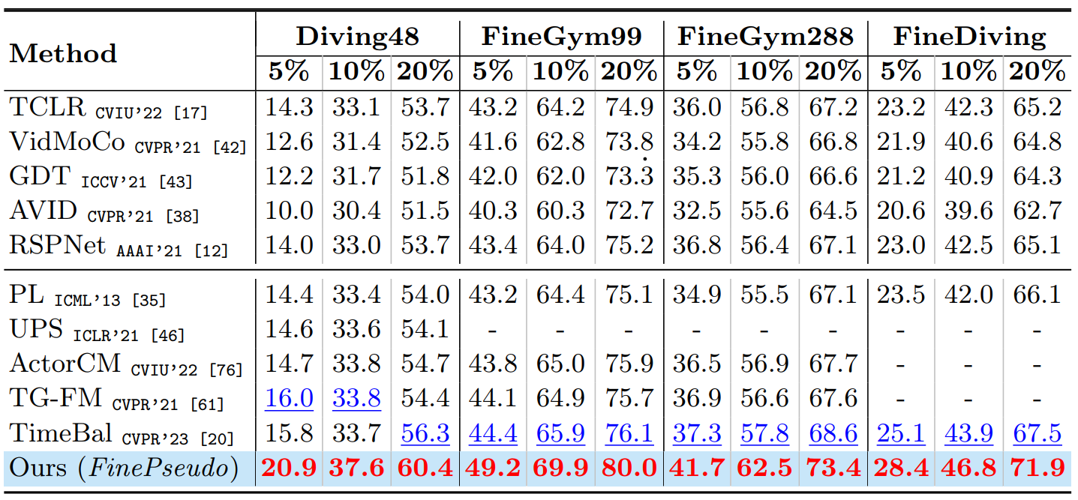 Method Diving48 FineGym99 FineGym288 FineDiving
5% 10% 20% 5% 10% 20% 5% 10% 20% 5% 10% 20%
TCLR CVIU'22 [17] 14.3 33.1 53.7 43.2 64.2 74.9 36.0 56.8 67.2 23.2 42.3 65.2
VidMoCo CVPR'21 [42] 12.6 31.4 52.5 41.6 62.8 73.8 34.2 55.8 66.8 21.9 40.6 64.8
GDT ICCV'21 [43] 12.2 31.7 51.8 42.0 62.0 73.3 35.3 56.0 66.6 21.2 40.9 64.3
AVID CVPR'21 [38] 10.0 30.4 51.5 40.3 60.3 72.7 32.5 55.6 64.5 20.6 39.6 62.7
RSPNet AAAI'21 [12] 14.0 33.0 53.7 43.4 64.0 75.2 36.8 56.4 67.1 23.0 42.5 65.1
PL ICML'13 [35] 14.4 33.4 54.0 43.2 64.4 75.1 34.9 55.5 67.1 23.5 42.0 66.1
UPS ICLR'21 [46] 14.6 33.6 54.1 - - - - - - - - -
ActorCM CVIU'22 [76] 14.7 33.8 54.7 43.8 65.0 75.9 36.5 56.9 67.7 - - -
TG-FM CVPR'21 [61] 16.0 33.8 54.4 44.1 64.9 75.7 36.9 56.6 67.6 - - -
TimeBal CVPR'23 [20] 15.8 33.7 56.3 44.4 65.9 76.1 37.3 57.8 68.6 25.1 43.9 67.5
Ours (FinePseudo) 20.9 37.6 60.4 49.2 69.9 80.0 41.7 62.5 73.4 28.4 46.8 71.9